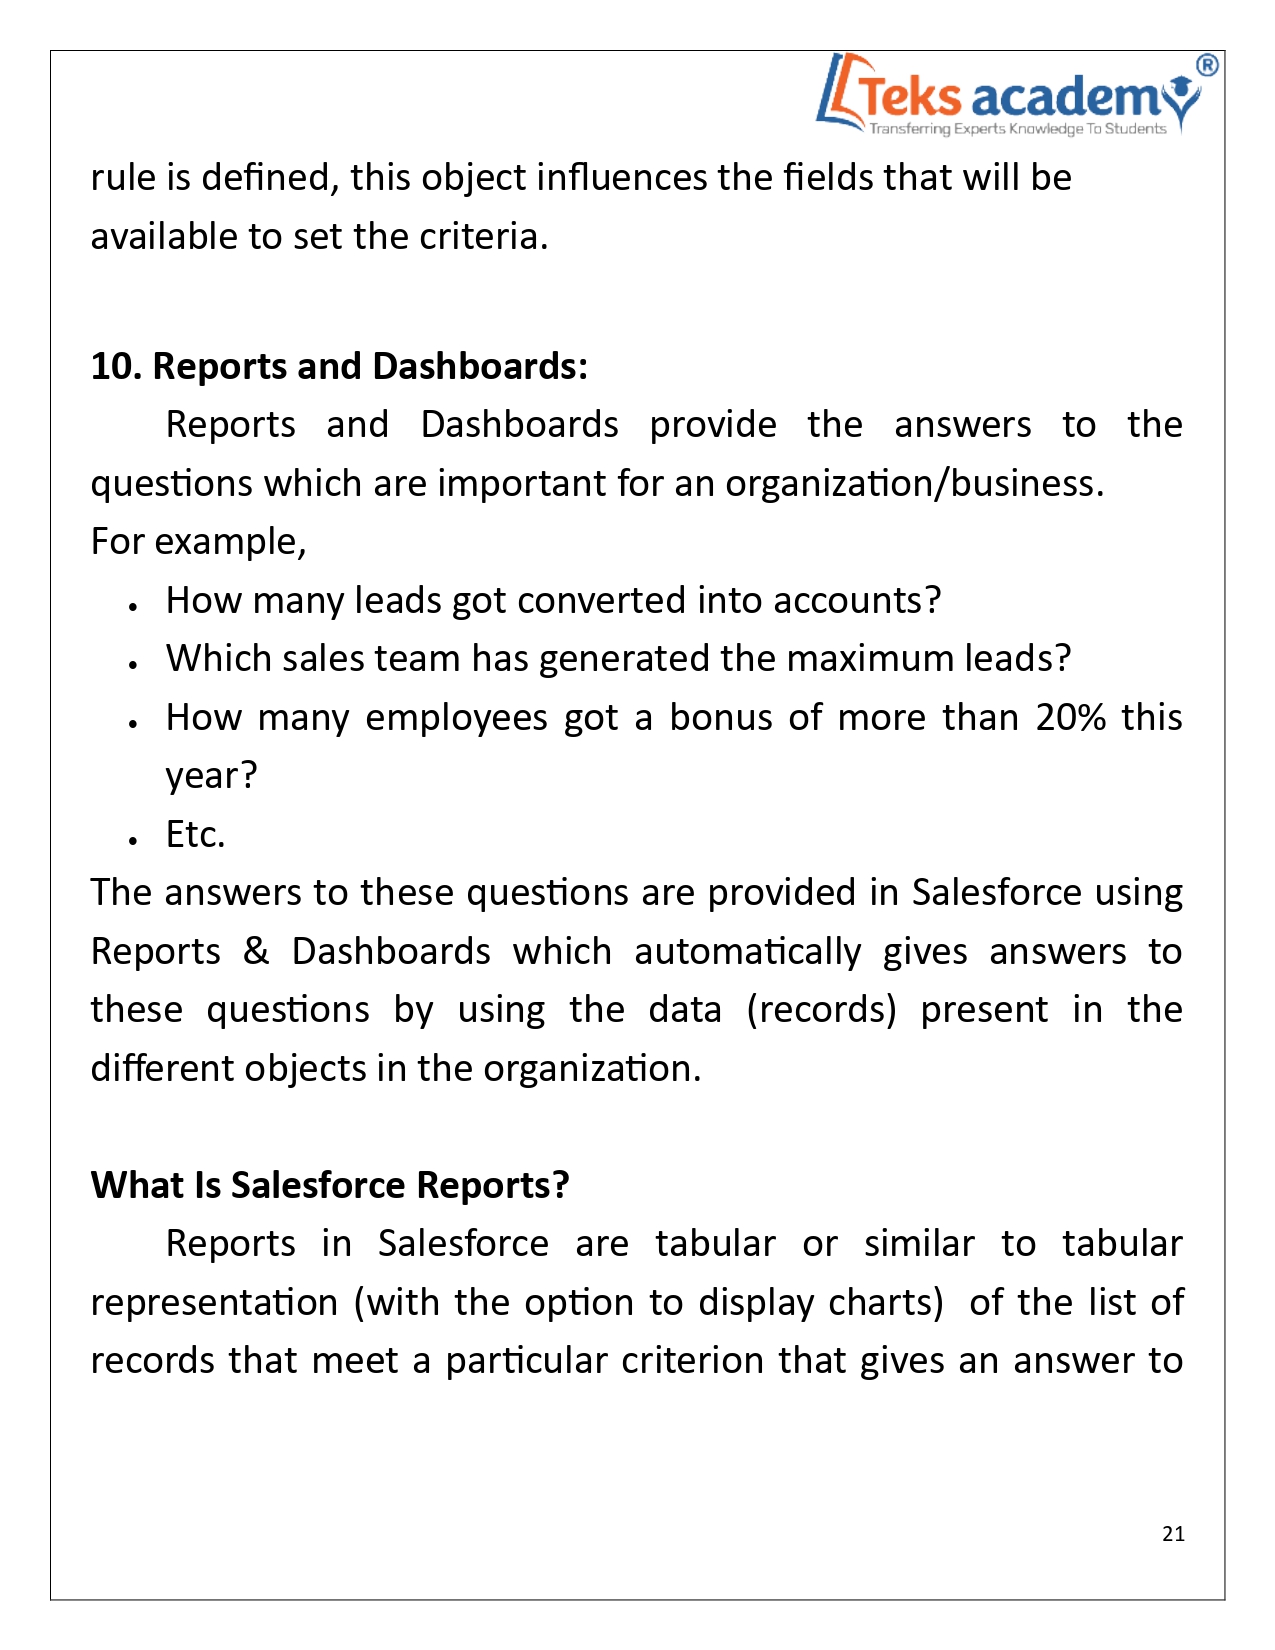 Teks academy ®
Transferring Experts Knowledge To Students
rule is defined, this object influences the fields that will be
available to set the criteria.
10. Reports and Dashboards:
Reports and Dashboards provide the answers to the
questions which are important for an organization/business.
For example,
• How many leads got converted into accounts?
• Which sales team has generated the maximum leads?
• How many employees got a bonus of more than 20% this
year?
• Etc.
The answers to these questions are provided in Salesforce using
Reports & Dashboards which automatically gives answers to
these questions by using the data (records) present in the
different objects in the organization.
What Is Salesforce Reports?
Reports in Salesforce are tabular or similar to tabular
representation (with the option to display charts)  of the list of
records that meet a particular criterion that gives an answer to
21